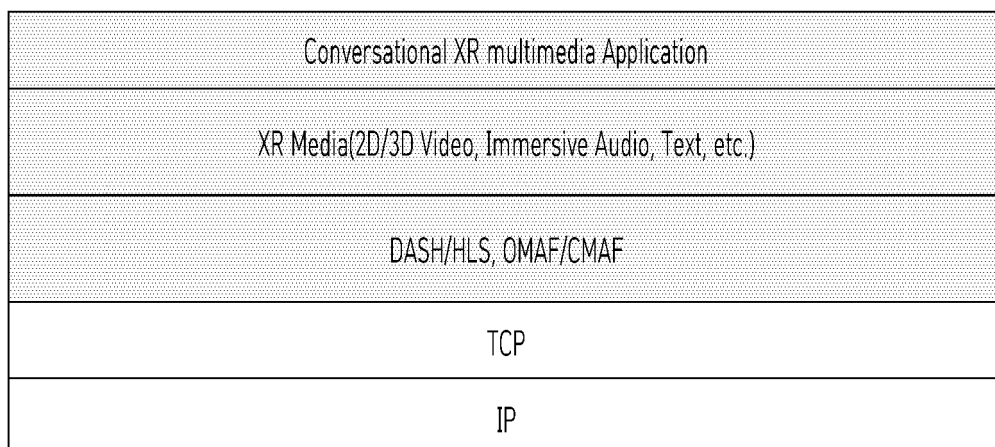 Conversational XR multimedia Application
XR Media(2D/3D Video, Immersive Audio, Text, etc.)
DASH/HLS, OMAF/CMAF
TCP
IP